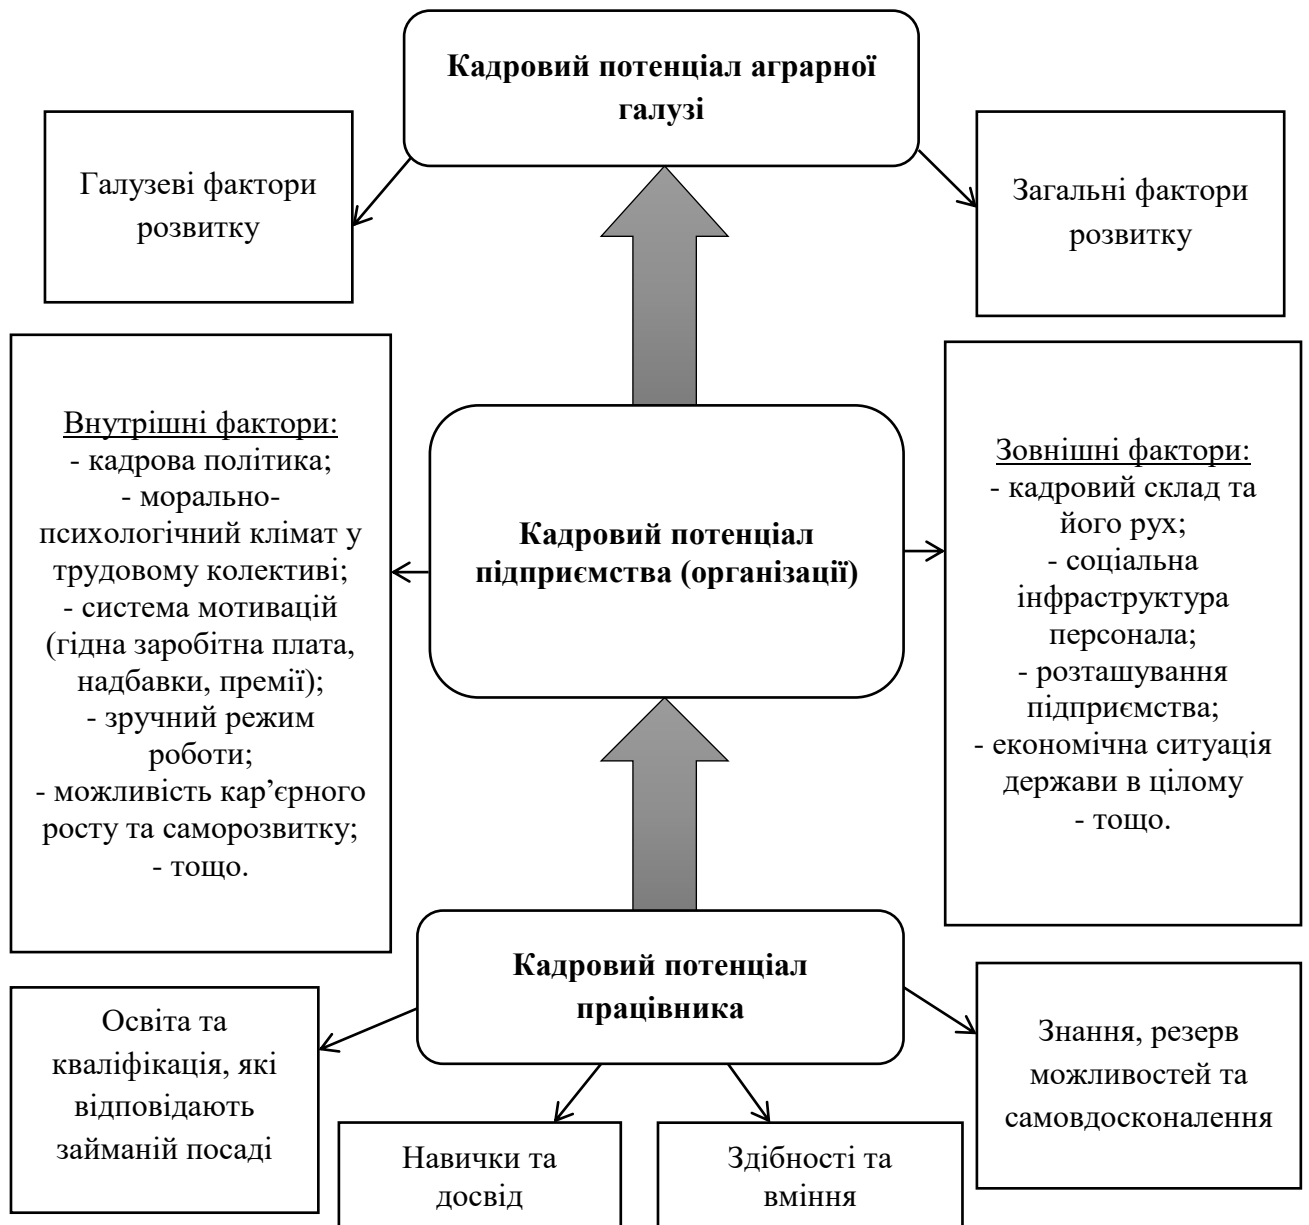 Кадровий потенціал аграрної
галузі
Галузеві фактори
розвитку
Загальні фактори
розвитку
Внутрішні фактори:
- кадрова політика;
- морально-
психологічний клімат у
трудовому колективі;
- система мотивацій
(гідна заробітна плата,
надбавки, премії);
- зручний режим
роботи;
- можливість кар’єрного
росту та саморозвитку;
- тощо.
Кадровий потенціал
підприємства (організації)
Зовнішні фактори:
- кадровий склад та
його рух;
- соціальна
інфраструктура
персонала;
- розташування
підприємства;
- економічна ситуація
держави в цілому
- тощо.
Кадровий потенціал
працівника
Освіта та
кваліфікація, які
відповідають
займаній посаді
Навички та
досвід
Здібності та
вміння
Знання, резерв
можливостей та
самовдосконалення